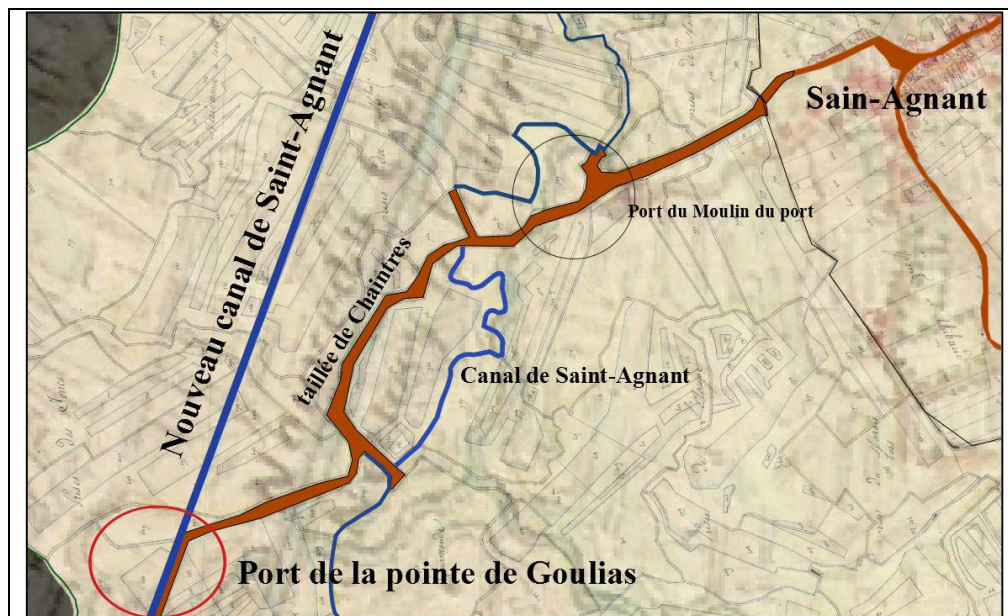 Sain-Agnant
Nouveau canal de Saint-Agnant
Port du Moulin du port
taillée de Chaintres
Canal de Saint-Agnant
Port de la pointe de Goulias